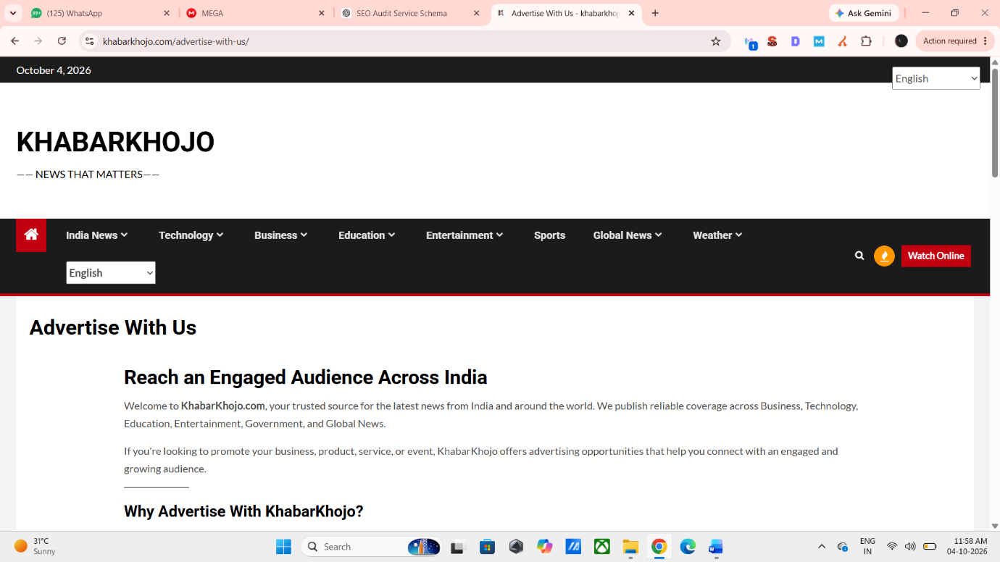 99+
(125) WhatsApp
MEGA
SEO Audit Service Schema
Advertise With Us - khabarkhojo
Ask Gemini
khabarkhojo.com/advertise-with-us/
1
Action required
October 4, 2026
English
KHABARKHOJO
—— NEWS THAT MATTERS——
India News
Technology
Business
Education
Entertainment
Sports
Global News
Weather
English
Watch Online
Advertise With Us
Reach an Engaged Audience Across India
Welcome to KhabarKhojo.com, your trusted source for the latest news from India and around the world. We publish reliable coverage across Business, Technology,
Education, Entertainment, Government, and Global News.
If you’re looking to promote your business, product, service, or event, KhabarKhojo offers advertising opportunities that help you connect with an engaged and
growing audience.
Why Advertise With KhabarKhojo?
31°C
Sunny
Search
ENG
IN
11:58 AM
04-10-2026